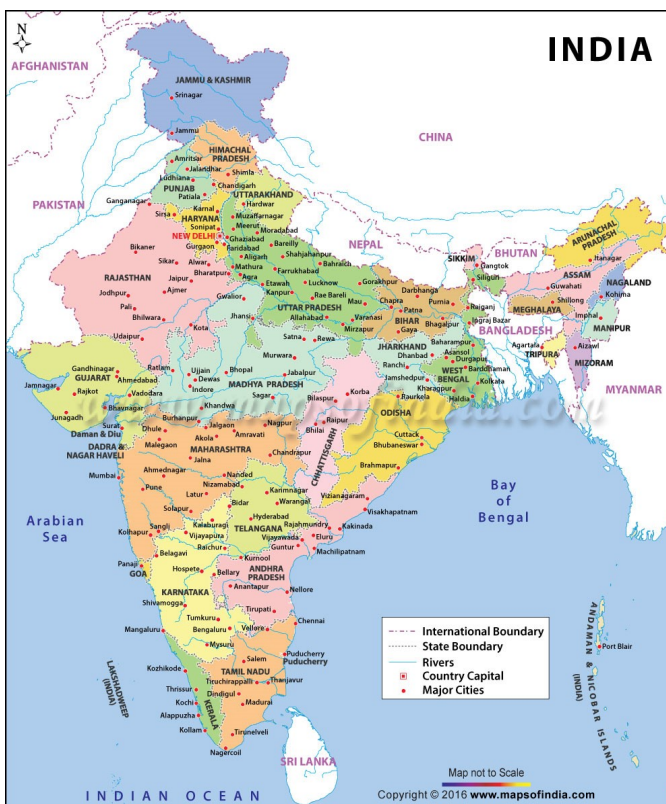 INDIA
N
AFGHANISTAN
JAMMU & KASHMIR
Srinagar
Jammu
CHINA
HIMACHAL
PRADESH
Amritsar
Jalandhar
Shimla
Ludhiana
PUNJAB
Chandigarh
Patiala
UTTARAKHAND
Hardwar
PAKISTAN
Ganganagar
Sirsa
Karnal
HARYANA
Muzaffarnagar
Sonipat
Meerut
NEW DELHI
Moradabad
Ghaziabad
Gurgaon
Faridabad
Bareilly
NEPAL
Bikaner
Sikar
Alwar
Aligarh
Shahjahanpur
Bahraich
RAJASTHAN
Bharatpur
Mathura
Farrukhabad
Jaipur
Agra
Etawah
Lucknow
Gorakhpur
Jodhpur
Ajmer
Gwalior
Kanpur
Rae Bareli
Mau
UTTAR PRADESH
Pali
Bhilwara
Jhansi
Allahabad
Varanasi
Mirzapur
Kota
Udaipur
SIKKIM
Gangtok
BHUTAN
ARUNACHAL
PRADESH
Itanagar
Siliguri
ASSAM
Guwahati
NAGALAND
Kohima
Darbhanga
Chapra
Purnia
Patna
BIHAR
Bhagalpur
Gaya
Raiganj
Jograj Bazar
MEGHALAYA
Shillong
Imphal
MANIPUR
BANGLADESH
Agartala
TRIPURA
Aizawl
MIZORAM
MYANMAR
Satna
Rewa
Murwara
JHARKHAND
Dhanbad
Baharampur
Asansol
Durgapur
Ranchi
WEST
BENGAL
Barddhaman
Jamshedpur
Kharagpur
Kolkata
Raurkela
Haldia
Gandhinagar
GUJARAT
Ahmedabad
Ratlam
Ujjain
Dewas
Bhopal
Indore
MADHYA PRADESH
Jabalpur
Sagar
Jamnagar
Rajkot
Vadodara
Bhavnagar
Junagadh
Surat
Daman & Diu
DADRA &
NAGAR HAVELI
Khandwa
Burhanpur
Bilaspur
Korba
Raipur
Bhilai
CHHATTISGARH
ODISHA
Cuttack
Bhubaneswar
Brahmapur
www.mapsofindia.com
Dhule
Jalgaon
Nagpur
Malegaon
Akola
Amravati
MAHARASHTRA
Jalna
Chandrapur
Mumbai
Ahmednagar
Nanded
Pune
Nizamabad
Karimnagar
Latur
Warangal
Vizianagaram
Visakhapatnam
Solapur
Bidar
Hyderabad
Rajahmundry
Kakinada
Sangli
Kalaburagi
TELANGANA
Kolhapur
Vijayapura
Vijayawada
Eluru
Raichur
Guntur
Machilipatnam
Belagavi
Kurnool
Panaji
GOA
Hospete
Bellary
ANDHRA
PRADESH
KARNATAKA
Anantapur
Nellore
Shivamogga
Tirupati
Tumkuru
Chennai
Mangaluru
Bengaluru
Vellore
Mysuru
Puducherry
Puducherry
Kozhikode
Salem
TAMIL NADU
Tiruchirappalli
Thanjavur
Thrissur
Dindigul
Kochi
KERALA
Madurai
Alappuzha
Kollam
Tirunelveli
Nagercoil
Arabian
Sea
Bay
of
Bengal
LAKSHADWEEP
(INDIA)
SRI LANKA
INDIAN OCEAN
Port Blair
ANDAMAN & NICOBAR ISLANDS
(INDIA)
International Boundary
State Boundary
Rivers
Country Capital
Major Cities
Map not to Scale
Copyright © 2016 www.mapsofindia.com